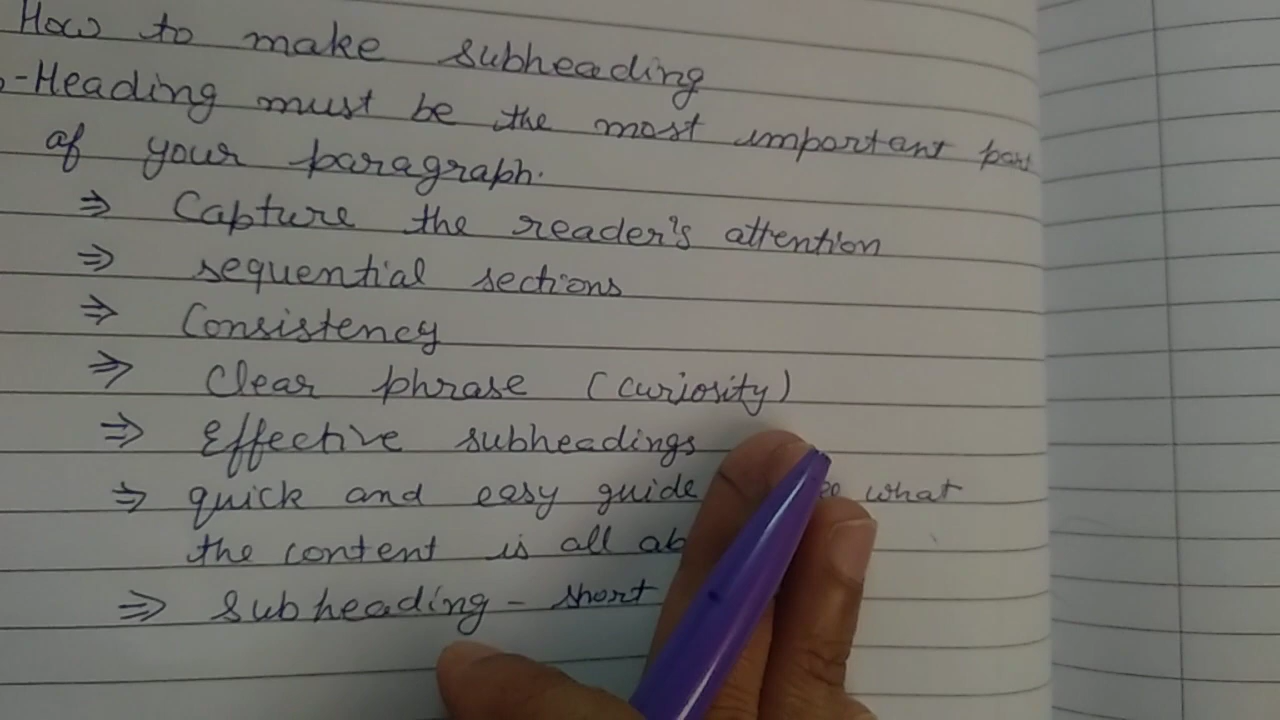 How to make subheading
-Heading must be the most important part
of your paragraph.
⇒ Capture the reader's attention
⇒ sequential sections
⇒ Consistency
⇒ Clear phrase (curiosity)
⇒ Effective subheadings
⇒ quick and easy guide what
the content is all
⇒ Subheading - short